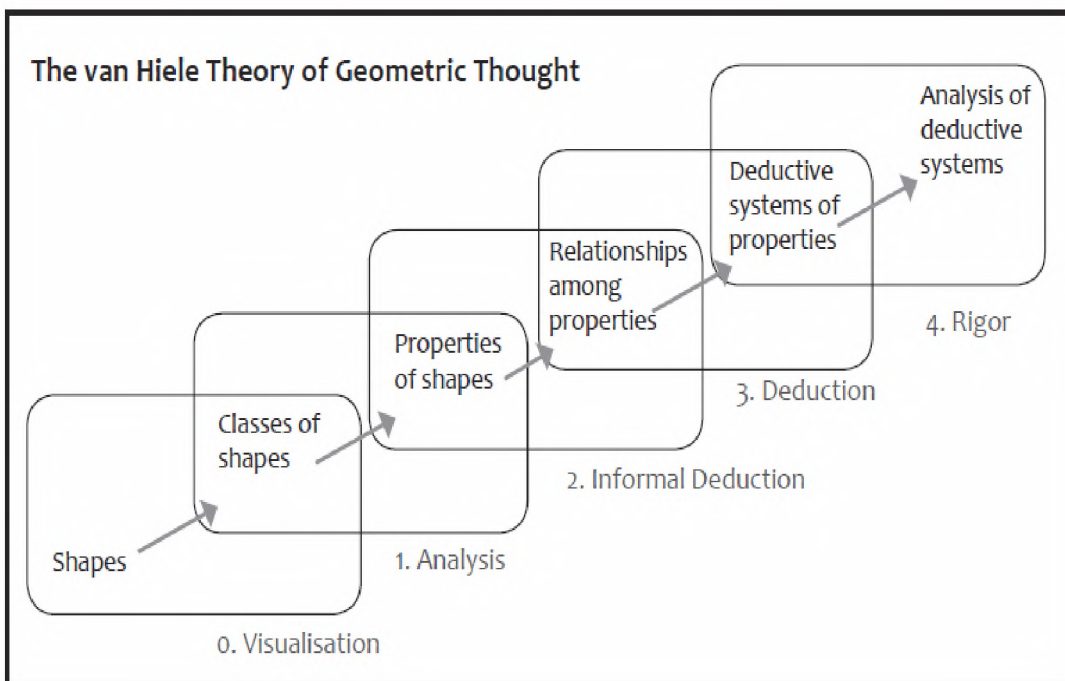 The van Hiele Theory of Geometric Thought
Analysis of
deductive
systems
Deductive
systems of
properties
4. Rigor
Relationships
among
properties
3. Deduction
Properties
of shapes
2. Informal Deduction
Classes of
shapes
1. Analysis
Shapes
0. Visualisation